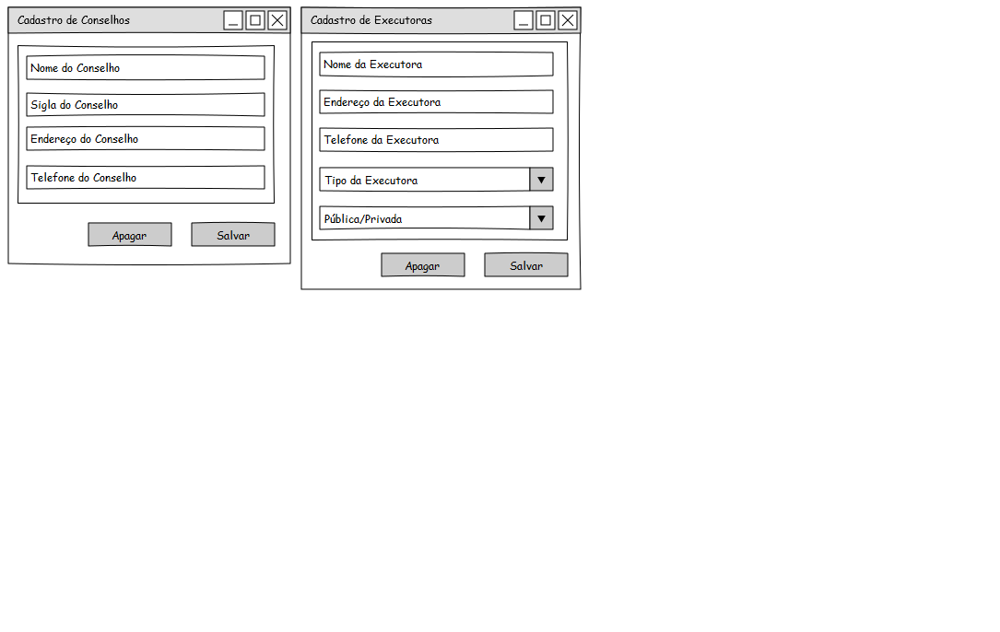 Cadastro de Conselhos
Nome do Conselho
Sigla do Conselho
Endereço do Conselho
Telefone do Conselho
Apagar
Salvar
Cadastro de Executoras
Nome da Executora
Endereço da Executora
Telefone da Executora
Tipo da Executora
Pública/Privada
Apagar
Salvar